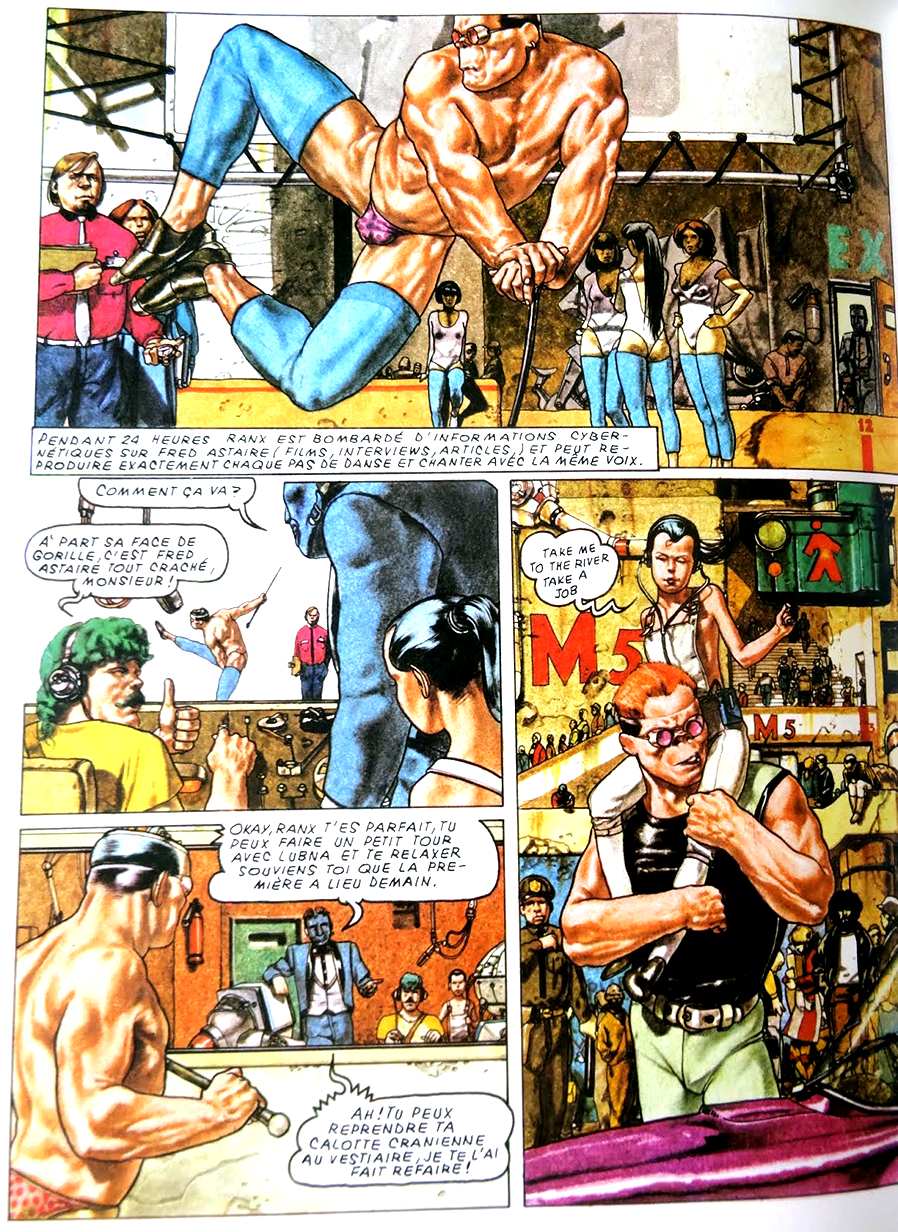 EX
12
PENDANT 24 HEURES RANX EST BOMBARDÉ D'INFORMATIONS CYBER-
NÉTIQUES SUR FRED ASTAIRE (FILMS, INTERVIEWS, ARTICLES,) ET PEUT RE-
PRODUIRE EXACTEMENT CHAQUE PAS DE DANSE ET CHANTER AVEC LA MÊME VOIX.
COMMENT ÇA VA?
A' PART SA FACE DE
GORILLE, C'EST FRED
ASTAIRE TOUT CRACHÉ,
MONSIEUR!
TAKE ME
TO THE RIVER
TAKE A
JOB
M5
M5
OKAY, RANX T'ES PARFAIT, TU
PEUX FAIRE UN PETIT TOUR
AVEC LUBNA ET TE RELAXER
SOUVIENS TOI QUE LA PRE-
MIÈRE A LIEU DEMAIN.
AH! TU PEUX
REPRENDRE TA
CALOTTE CRANIENNE
AU VESTIAIRE, JE TE L'AI
FAIT REFAIRE!